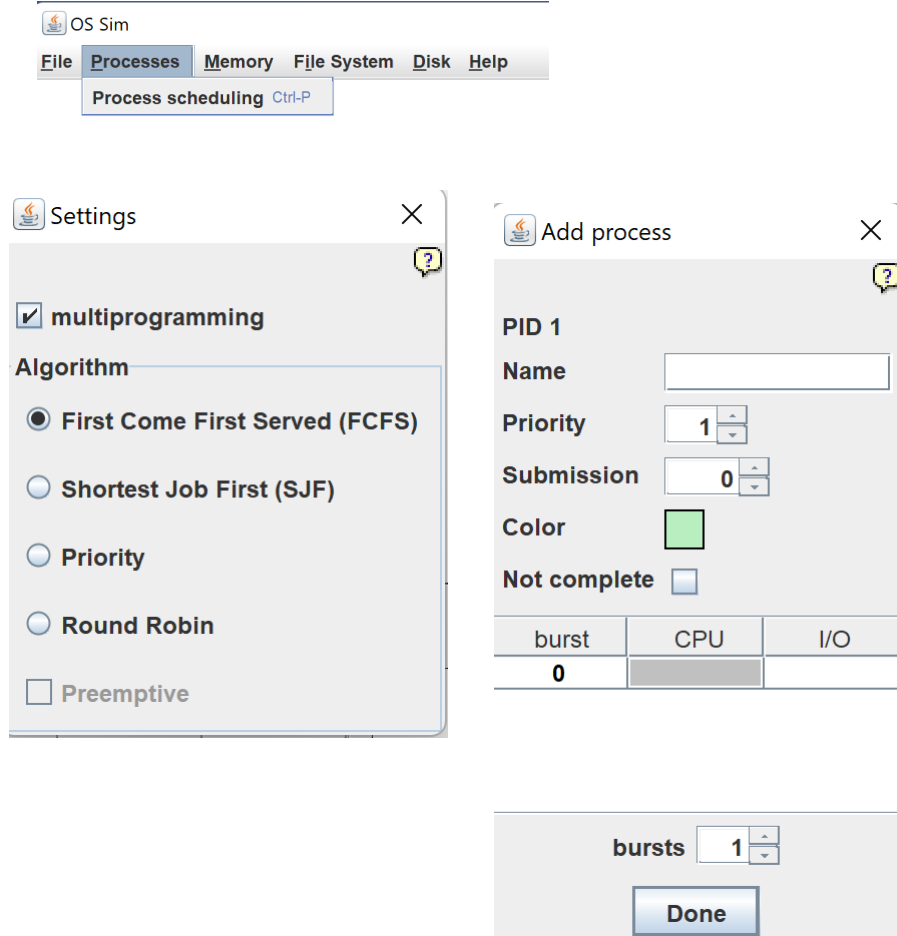 OS Sim
File Processes Memory File System Disk Help
Process scheduling Ctrl-P
Settings
?
multiprogramming
Algorithm
First Come First Served (FCFS)
Shortest Job First (SJF)
Priority
Round Robin
Preemptive
Add process
?
PID 1
Name
Priority 1
Submission 0
Color
Not complete
burst CPU I/O
0
bursts 1
Done